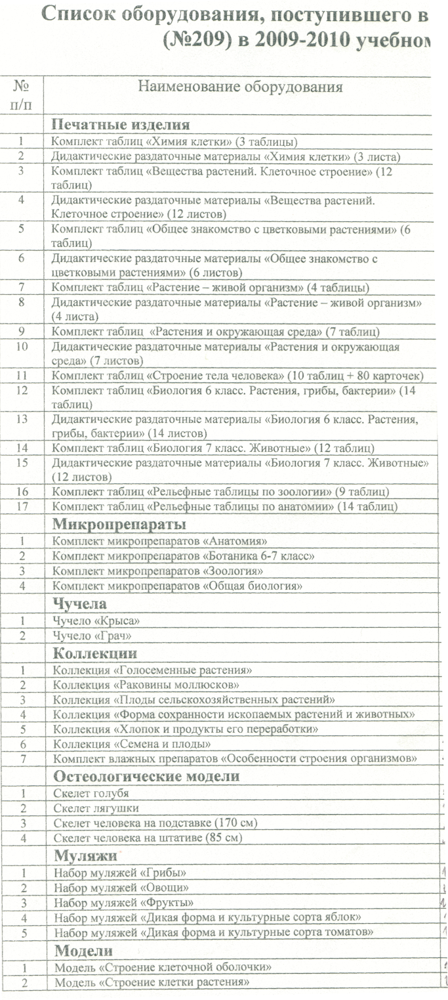 Список оборудования, поступившего в
(№209) в 2009-2010 учебном
№
п/п
Наименование оборудования
Печатные изделия
1 Комплект таблиц «Химия клетки» (3 таблицы)
2 Дидактические раздаточные материалы «Химия клетки» (3 листа)
3 Комплект таблиц «Вещества растений. Клеточное строение» (12
таблиц)
4 Дидактические раздаточные материалы «Вещества растений.
Клеточное строение» (12 листов)
5 Комплект таблиц «Общее знакомство с цветковыми растениями» (6
таблиц)
6 Дидактические раздаточные материалы «Общее знакомство с
цветковыми растениями» (6 листов)
7 Комплект таблиц «Растение – живой организм» (4 таблицы)
8 Дидактические раздаточные материалы «Растение – живой организм»
(4 листа)
9 Комплект таблиц «Растения и окружающая среда» (7 таблиц)
10 Дидактические раздаточные материалы «Растения и окружающая
среда» (7 листов)
11 Комплект таблиц «Строение тела человека» (10 таблиц + 80 карточек)
12 Комплект таблиц «Биология 6 класс. Растения, грибы, бактерии» (14
таблиц)
13 Дидактические раздаточные материалы «Биология 6 класс. Растения,
грибы, бактерии» (14 листов)
14 Комплект таблиц «Биология 7 класс. Животные» (12 таблиц)
15 Дидактические раздаточные материалы «Биология 7 класс. Животные»
(12 листов)
16 Комплект таблиц «Рельефные таблицы по зоологии» (9 таблиц)
17 Комплект таблиц «Рельефные таблицы по анатомии» (14 таблиц)
Микропрепараты
1 Комплект микропрепаратов «Анатомия»
2 Комплект микропрепаратов «Ботаника 6-7 класс»
3 Комплект микропрепаратов «Зоология»
4 Комплект микропрепаратов «Общая биология»
Чучела
1 Чучело «Крыса»
2 Чучело «Грач»
Коллекции
1 Коллекция «Голосеменные растения»
2 Коллекция «Раковины моллюсков»
3 Коллекция «Плоды сельскохозяйственных растений»
4 Коллекция «Форма сохранности ископаемых растений и животных»
5 Коллекция «Хлопок и продукты его переработки»
6 Коллекция «Семена и плоды»
7 Комплект влажных препаратов «Особенности строения организмов»
Остеологические модели
1 Скелет голубя
2 Скелет лягушки
3 Скелет человека на подставке (170 см)
4 Скелет человека на штативе (85 см)
Муляжи
1 Набор муляжей «Грибы»
2 Набор муляжей «Овощи»
3 Набор муляжей «Фрукты»
4 Набор муляжей «Дикая форма и культурные сорта яблок»
5 Набор муляжей «Дикая форма и культурные сорта томатов»
Модели
1 Модель «Строение клеточной оболочки»
2 Модель «Строение клетки растения»